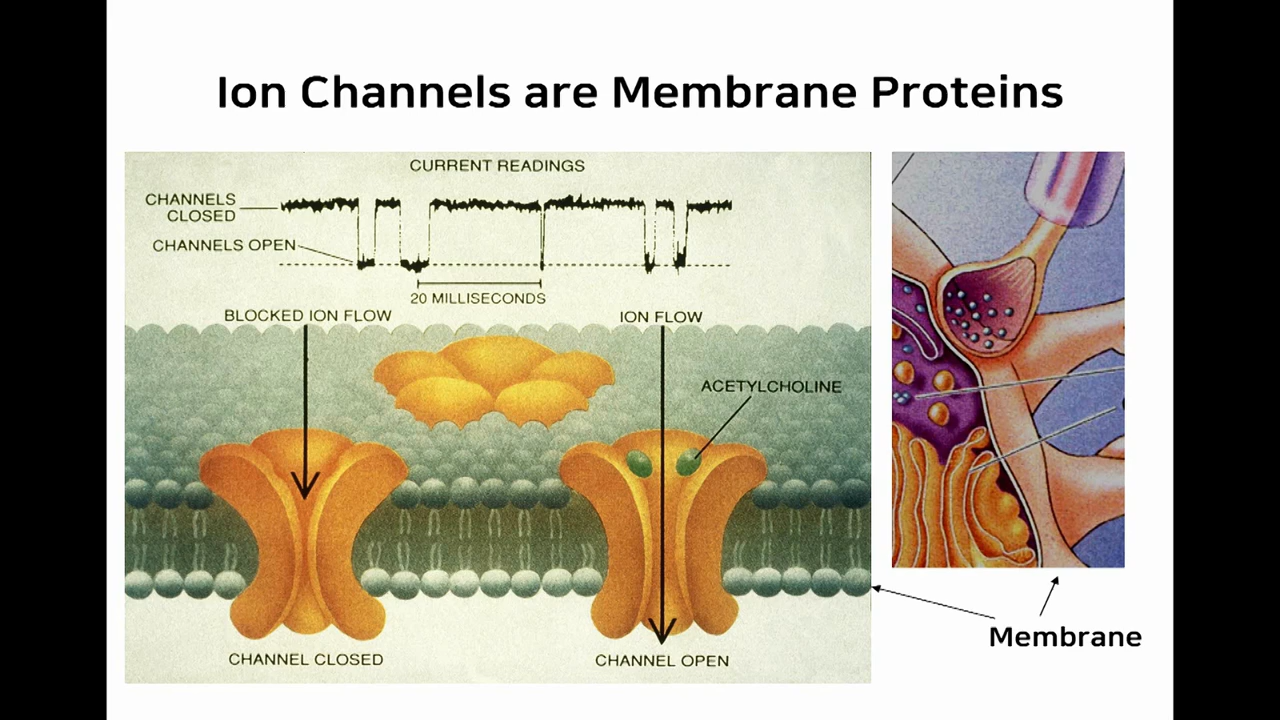 Ion Channels are Membrane Proteins
CURRENT READINGS
CHANNELS
CLOSED
CHANNELS OPEN
20 MILLISECONDS
BLOCKED ION FLOW
ION FLOW
ACETYLCHOLINE
CHANNEL CLOSED
CHANNEL OPEN
Membrane